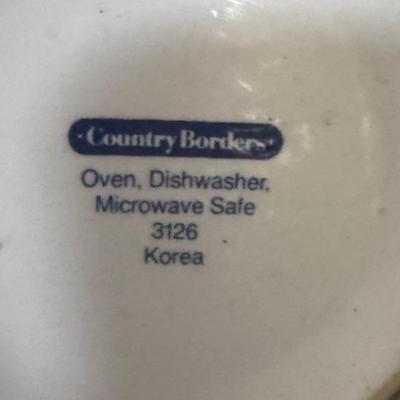 Country Borders
Oven, Dishwasher,
Microwave Safe
3126
Korea